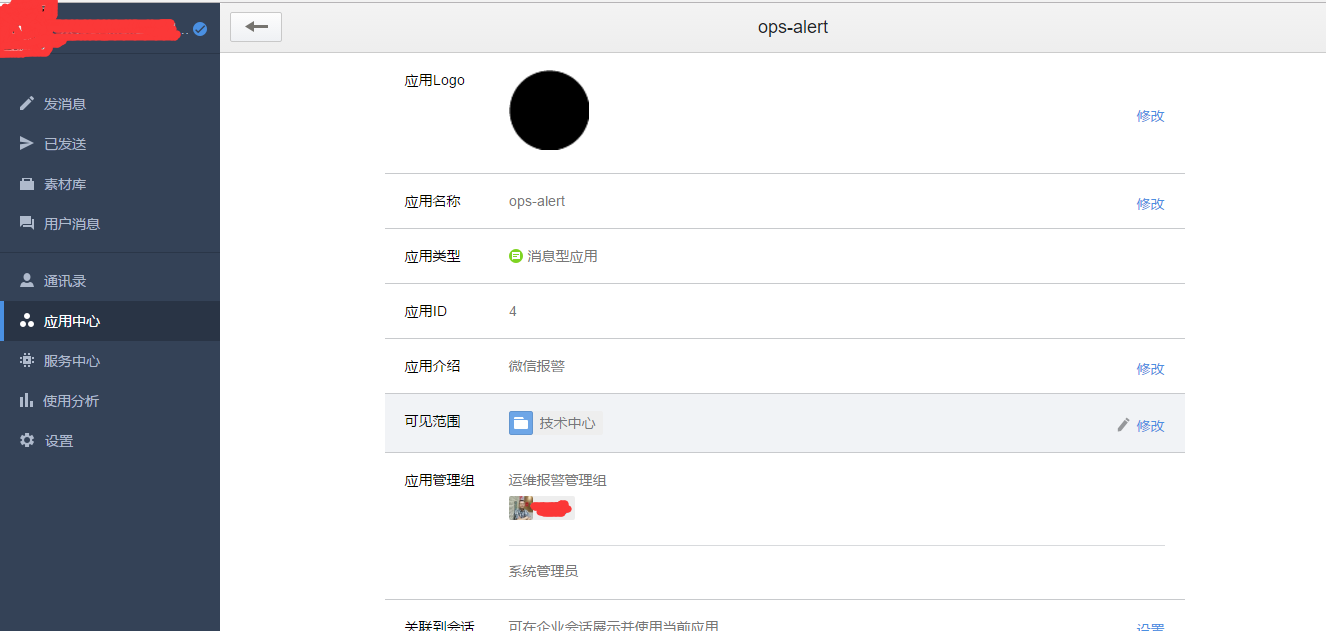 ops-alert
发消息
已发送
素材库
用户消息
通讯录
应用中心
服务中心
使用分析
设置
应用Logo
修改
应用名称 ops-alert 修改
应用类型 消息型应用
应用ID 4
应用介绍 微信报警 修改
可见范围 技术中心 修改
应用管理组 运维报警管理组
系统管理员
关联到会话 可在企业会话展示并使用当前应用 设置